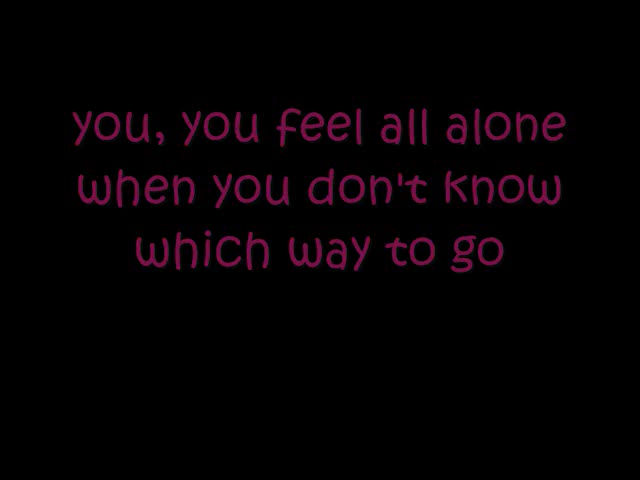 you, you feel all alone
when you don't know
which way to go